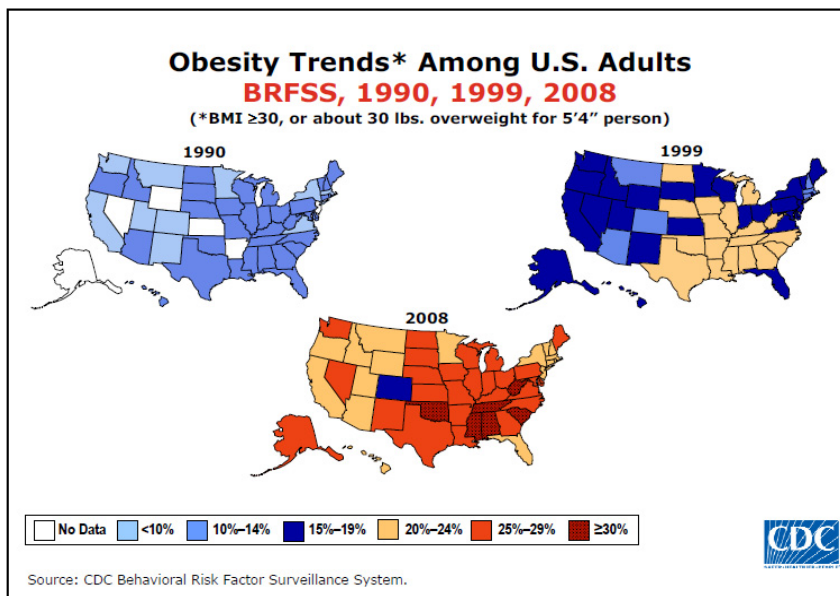 Obesity Trends* Among U.S. Adults
BRFSS, 1990, 1999, 2008
(*BMI ≥30, or about 30 lbs. overweight for 5’4” person)
1990
1999
2008
No Data
<10%
10%–14%
15%–19%
20%–24%
25%–29%
≥30%
CDC
Source: CDC Behavioral Risk Factor Surveillance System.